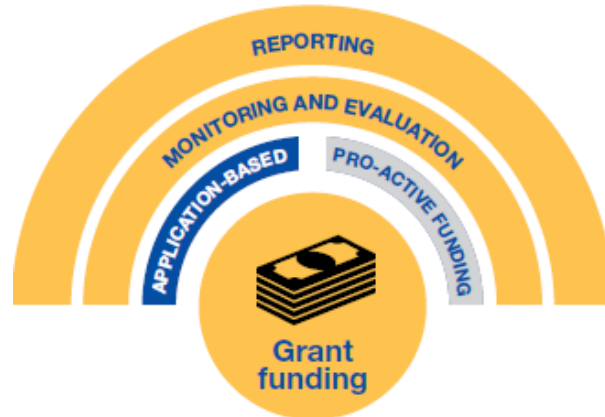 REPORTING
MONITORING AND EVALUATION
APPLICATION-BASED
PRO-ACTIVE FUNDING
Grant
funding